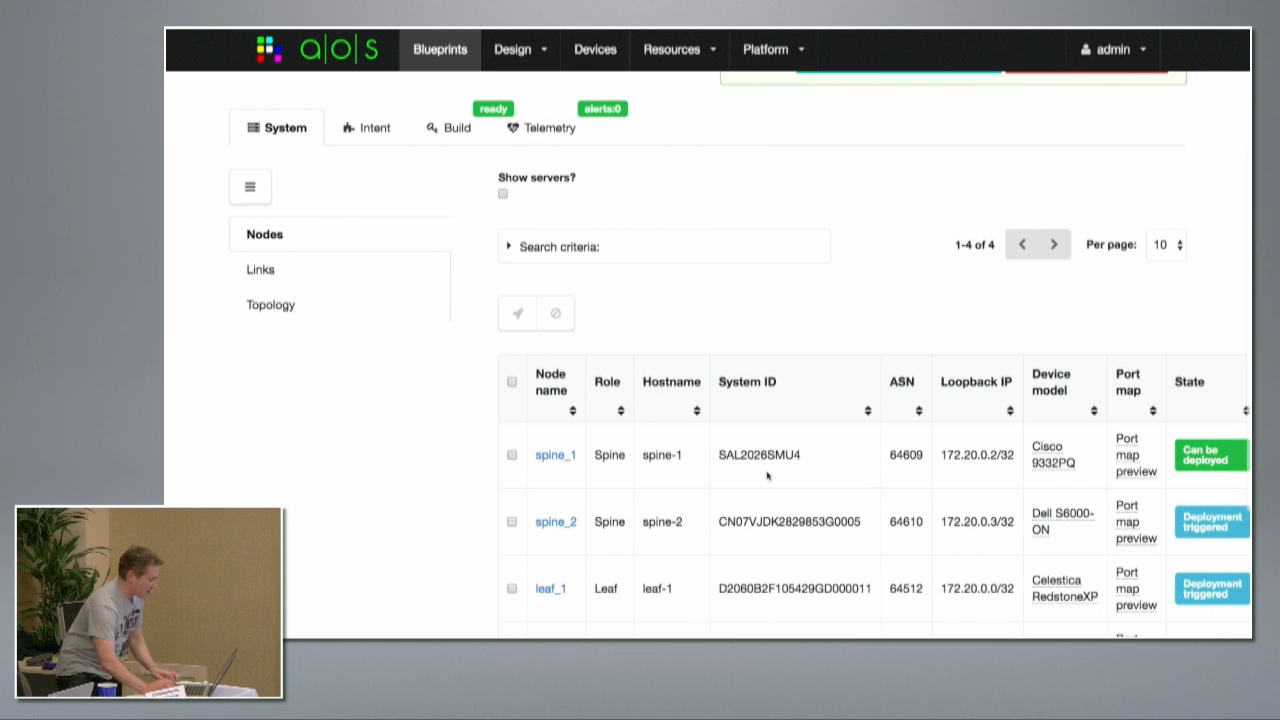 a|o|s Blueprints Design Devices Resources Platform admin
ready alerts:0
System Intent Build Telemetry
Show servers?
Nodes
Search criteria: 1-4 of 4 Per page: 10
Links
Topology
Node name Role Hostname System ID ASN Loopback IP Device model Port map State
spine_1 Spine spine-1 SAL2026SMU4 64609 172.20.0.2/32 Cisco 9332PQ Port map preview Can be deployed
spine_2 Spine spine-2 CN07VJDK2829853G0005 64610 172.20.0.3/32 Dell S6000-ON Port map preview Deployment triggered
leaf_1 Leaf leaf-1 D2060B2F105429GD000011 64512 172.20.0.0/32 Celestica RedstoneXP Port map preview Deployment triggered